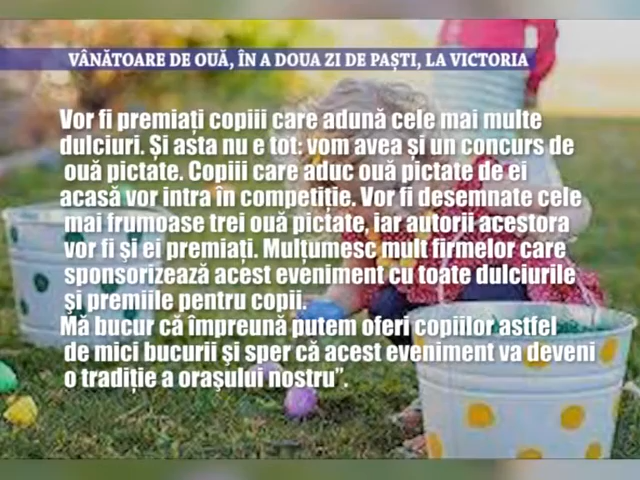 VÂNĂTOARE DE OUĂ, ÎN A DOUA ZI DE PAȘTI, LA VICTORIA
Vor fi premiați copiii care adună cele mai multe
dulciuri. Și asta nu e tot: vom avea și un concurs de
ouă pictate. Copiii care aduc ouă pictate de ei
acasă vor intra în competiție. Vor fi desemnate cele
mai frumoase trei ouă pictate, iar autorii acestora
vor fi şi ei premiați. Mulțumesc mult firmelor care
sponsorizează acest eveniment cu toate dulciurile
şi premiile pentru copii.
Mă bucur că împreună putem oferi copiilor astfel
de mici bucurii şi sper că acest eveniment va deveni
o tradiție a oraşului nostru”.